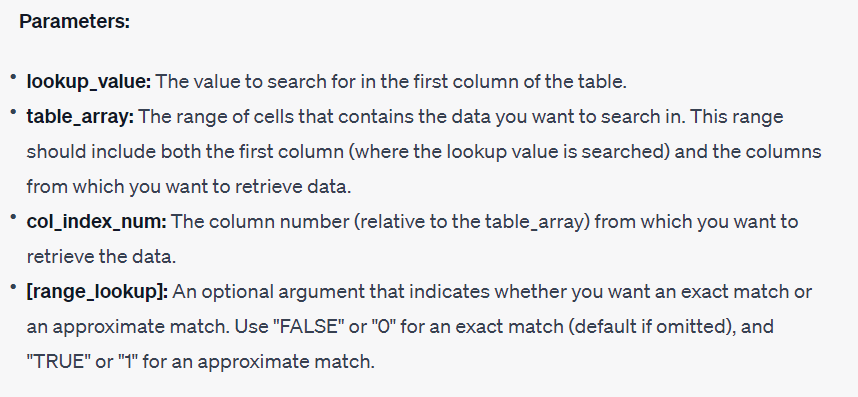 Parameters:
• lookup_value: The value to search for in the first column of the table.
• table_array: The range of cells that contains the data you want to search in. This range
should include both the first column (where the lookup value is searched) and the columns
from which you want to retrieve data.
• col_index_num: The column number (relative to the table_array) from which you want to
retrieve the data.
• [range_lookup]: An optional argument that indicates whether you want an exact match or
an approximate match. Use "FALSE" or "0" for an exact match (default if omitted), and
"TRUE" or "1" for an approximate match.